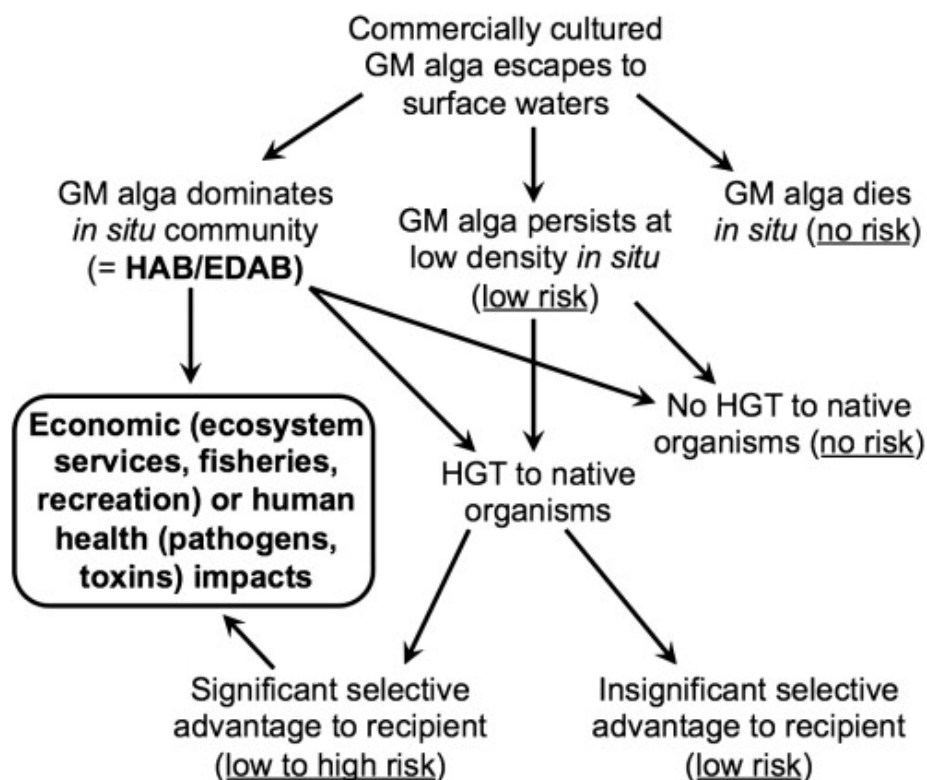 Commercially cultured
GM alga escapes to
surface waters
GM alga dominates
in situ community
(= HAB/EDAB)
GM alga persists at
low density in situ
(low risk)
GM alga dies
in situ (no risk)
Economic (ecosystem
services, fisheries,
recreation) or human
health (pathogens,
toxins) impacts
HGT to native
organisms
No HGT to native
organisms (no risk)
Significant selective
advantage to recipient
(low to high risk)
Insignificant selective
advantage to recipient
(low risk)